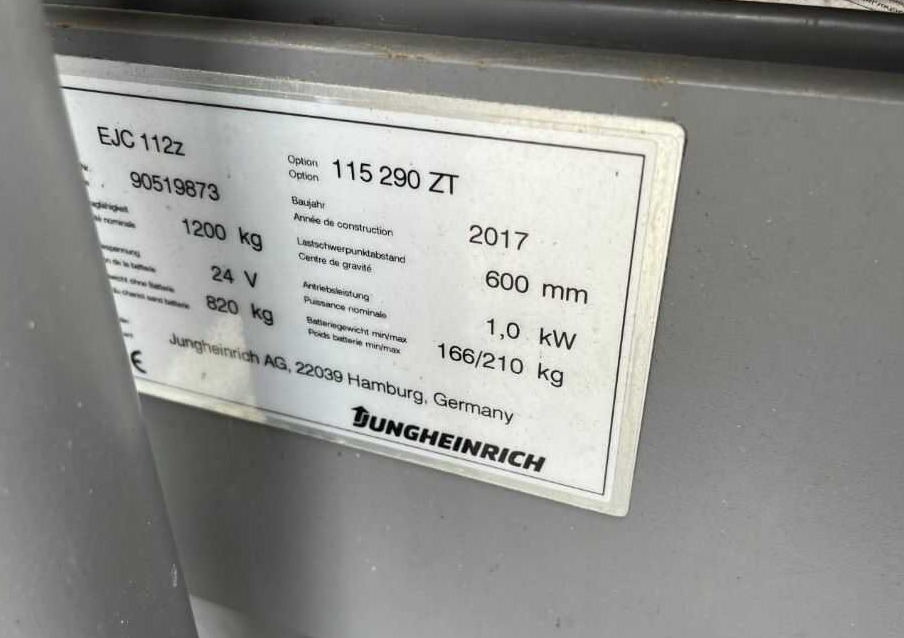 EJC 112z
Option
Option 115 290 ZT
90519873
Baujahr
Année de construction 2017
1200 kg
Lastschwerpunktabstand
Centre de gravité 600 mm
24 V
Antriebsleistung
Puissance nominale 1,0 kW
820 kg
Batteriegewicht min/max
Poids batterie min/max 166/210 kg
Jungheinrich AG, 22039 Hamburg, Germany
CE
JUNGHEINRICH